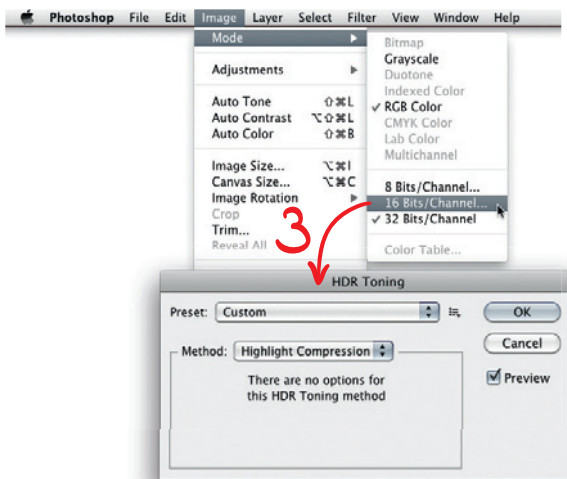 Photoshop File Edit Image Layer Select Filter View Window Help
Mode
Adjustments
Auto Tone ⇧⌘L
Auto Contrast ⌥⇧⌘L
Auto Color ⇧⌘B
Image Size... ⌥⌘I
Canvas Size... ⌥⌘C
Image Rotation
Crop
Trim...
Reveal All
Bitmap
Grayscale
Duotone
Indexed Color
✓ RGB Color
CMYK Color
Lab Color
Multichannel
8 Bits/Channel...
16 Bits/Channel...
✓ 32 Bits/Channel
Color Table...
3
HDR Toning
Preset: Custom
OK
Method: Highlight Compression
Cancel
There are no options for
this HDR Toning method
Preview